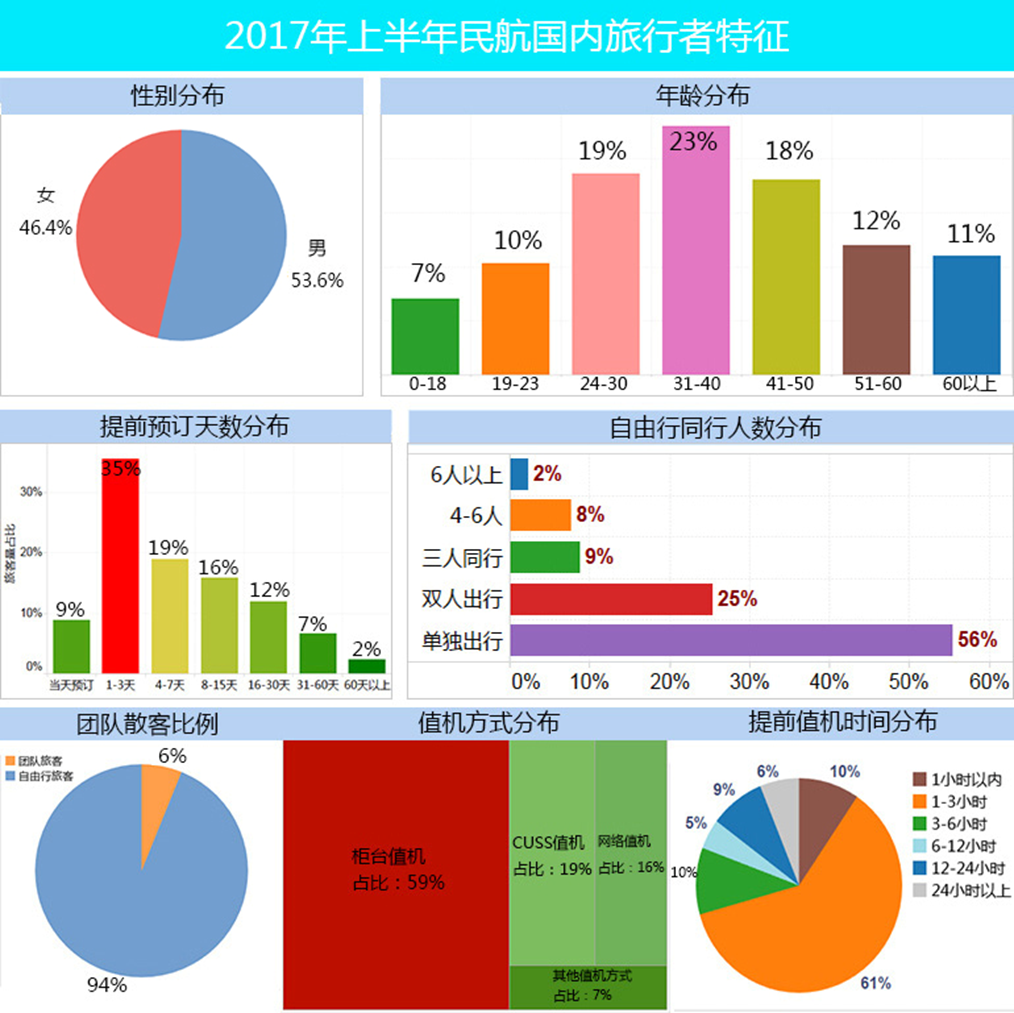 2017年上半年民航国内旅行者特征
性别分布
女
46.4%
男
53.6%
年龄分布
7%
10%
19%
23%
18%
12%
11%
0-18
19-23
24-30
31-40
41-50
51-60
60以上
提前预订天数分布
旅客量占比
30%
20%
10%
0%
9%
35%
19%
16%
12%
7%
2%
当天预订
1-3天
4-7天
8-15天
16-30天
31-60天
60天以上
自由行同行人数分布
6人以上
2%
4-6人
8%
三人同行
9%
双人出行
25%
单独出行
56%
0%
10%
20%
30%
40%
50%
60%
团队散客比例
团队旅客
自由行旅客
6%
94%
值机方式分布
柜台值机
占比：59%
CUSS值机
占比：19%
网络值机
占比：16%
其他值机方式
占比：7%
提前值机时间分布
6%
10%
9%
5%
10%
61%
1小时以内
1-3小时
3-6小时
6-12小时
12-24小时
24小时以上